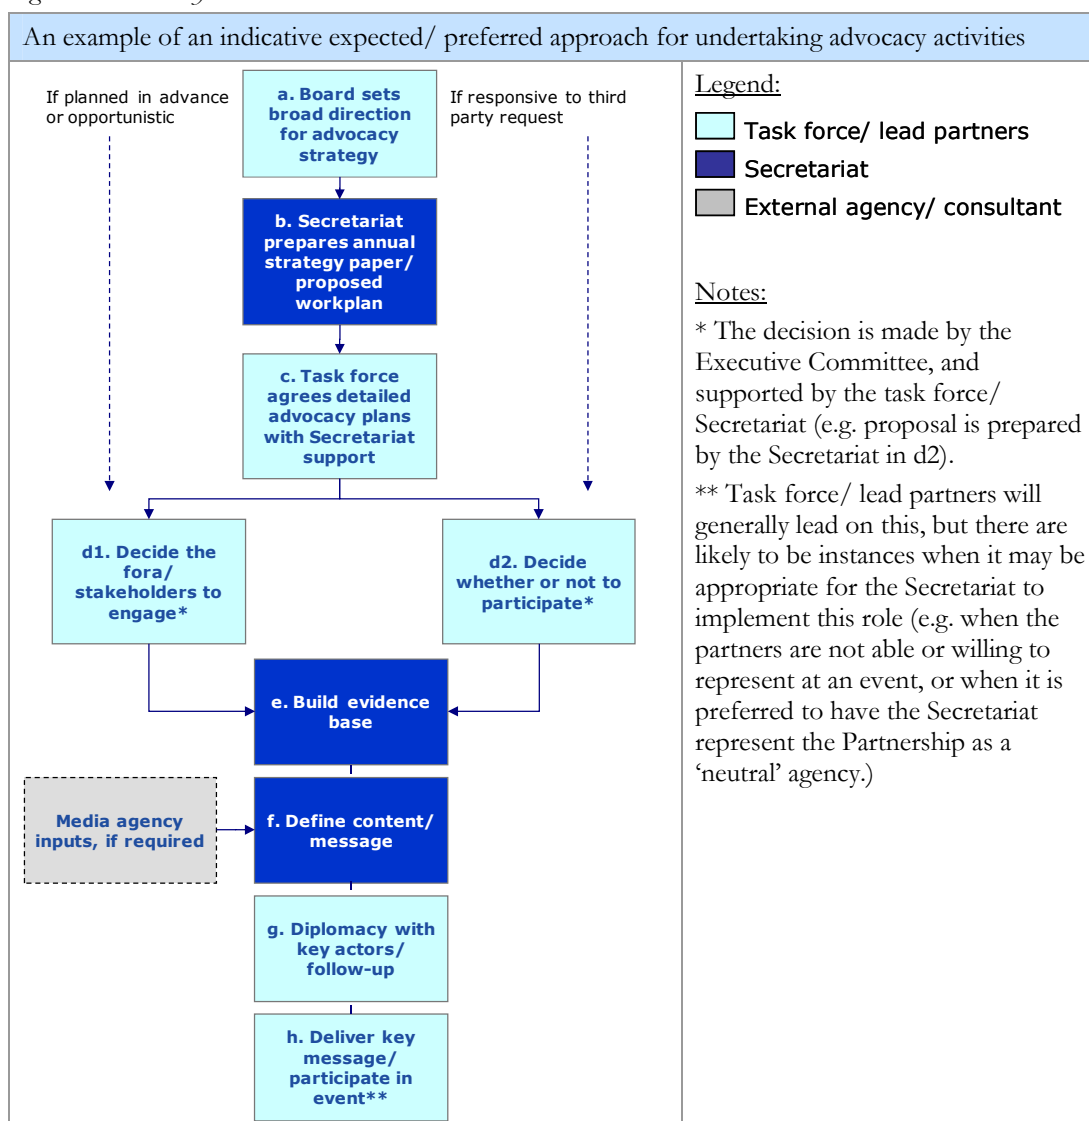 An example of an indicative expected/ preferred approach for undertaking advocacy activities
If planned in advance
or opportunistic
a. Board sets
broad direction
for advocacy
strategy
If responsive to third
party request
b. Secretariat
prepares annual
strategy paper/
proposed
workplan
c. Task force
agrees detailed
advocacy plans
with Secretariat
support
d1. Decide the
fora/
stakeholders to
engage*
d2. Decide
whether or not to
participate*
e. Build evidence
base
Media agency
inputs, if required
f. Define content/
message
g. Diplomacy with
key actors/
follow-up
h. Deliver key
message/
participate in
event**
Legend:
Task force/ lead partners
Secretariat
External agency/ consultant
Notes:
* The decision is made by the
Executive Committee, and
supported by the task force/
Secretariat (e.g. proposal is prepared
by the Secretariat in d2).
** Task force/ lead partners will
generally lead on this, but there are
likely to be instances when it may be
appropriate for the Secretariat to
implement this role (e.g. when the
partners are not able or willing to
represent at an event, or when it is
preferred to have the Secretariat
represent the Partnership as a
‘neutral’ agency.)